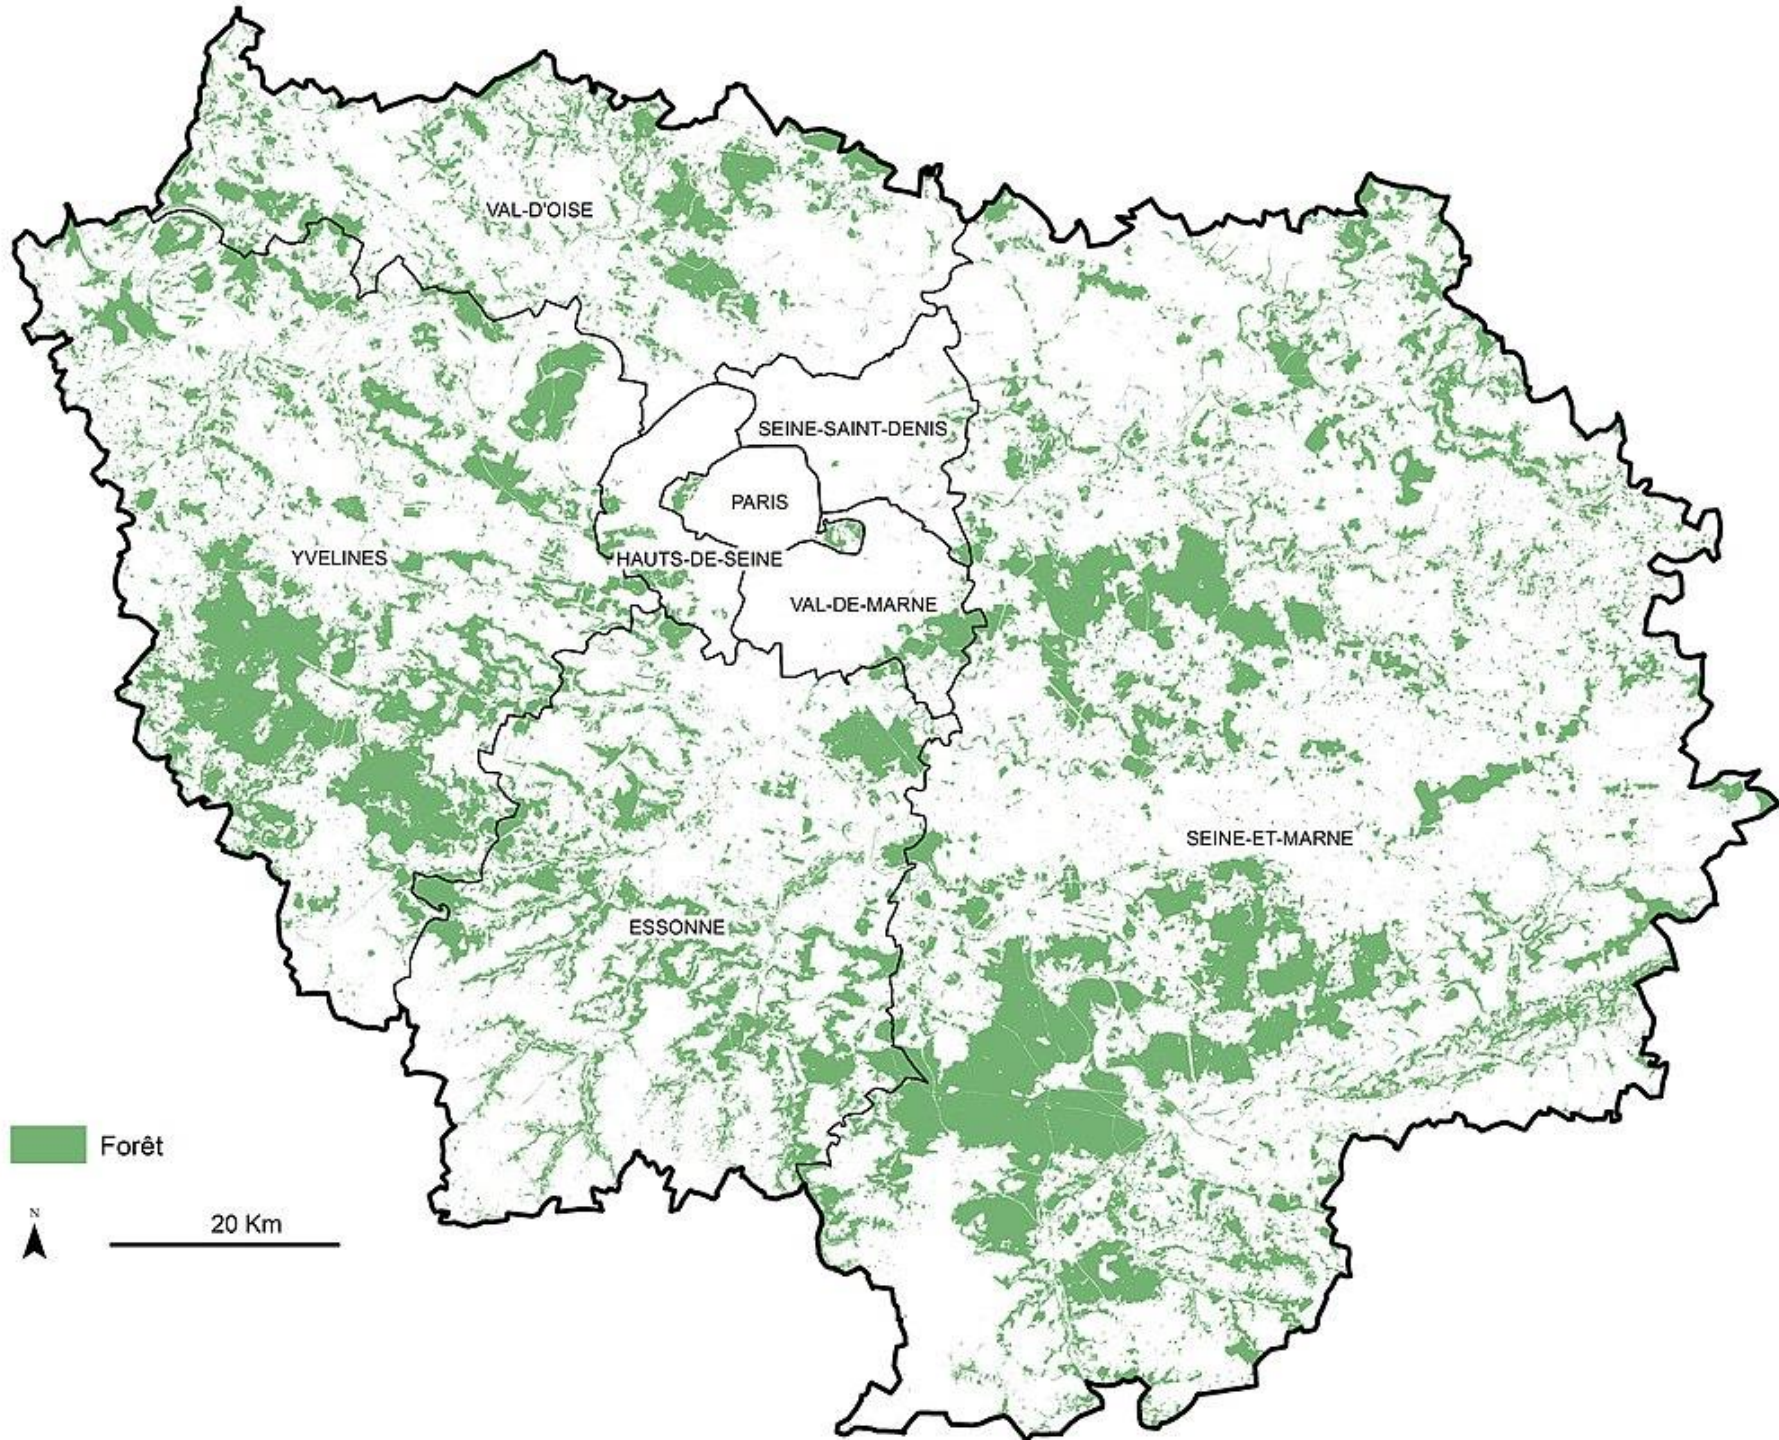 VAL-D'OISE
SEINE-SAINT-DENIS
PARIS
YVELINES
HAUTS-DE-SEINE
VAL-DE-MARNE
SEINE-ET-MARNE
ESSONNE
Forêt
N
20 Km